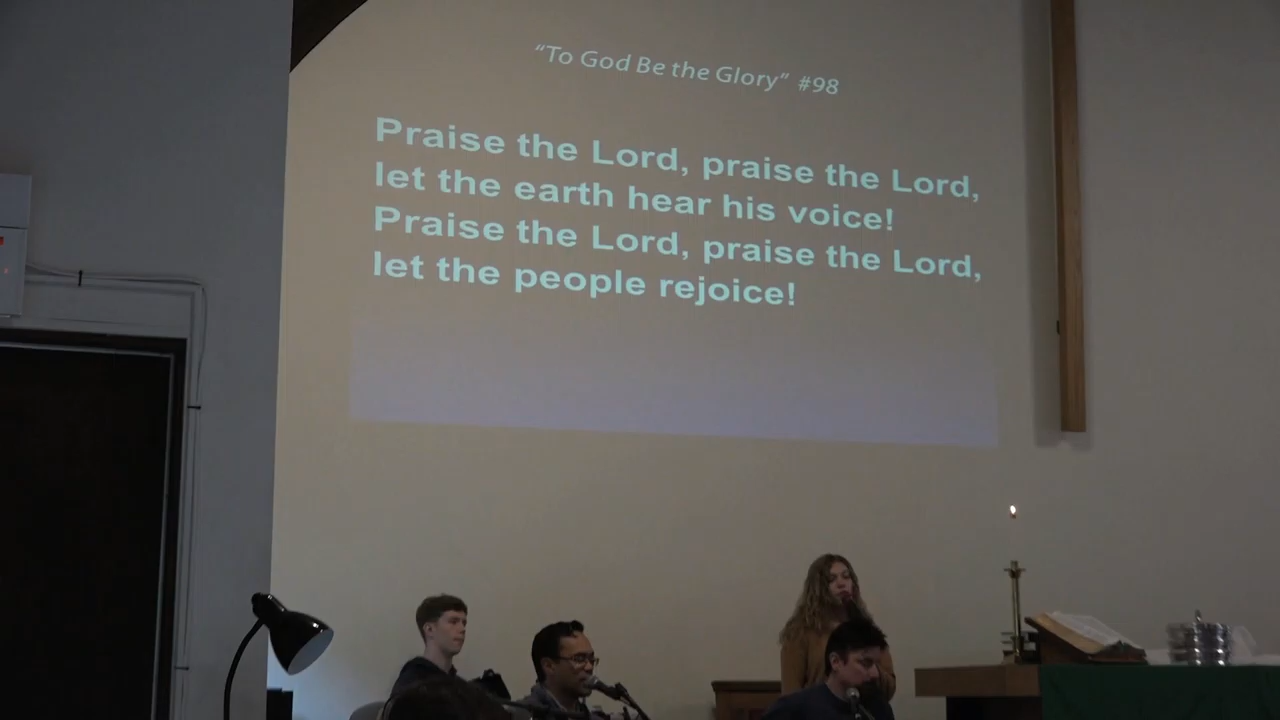 “To God Be the Glory” #98
Praise the Lord, praise the Lord,
let the earth hear his voice!
Praise the Lord, praise the Lord,
let the people rejoice!